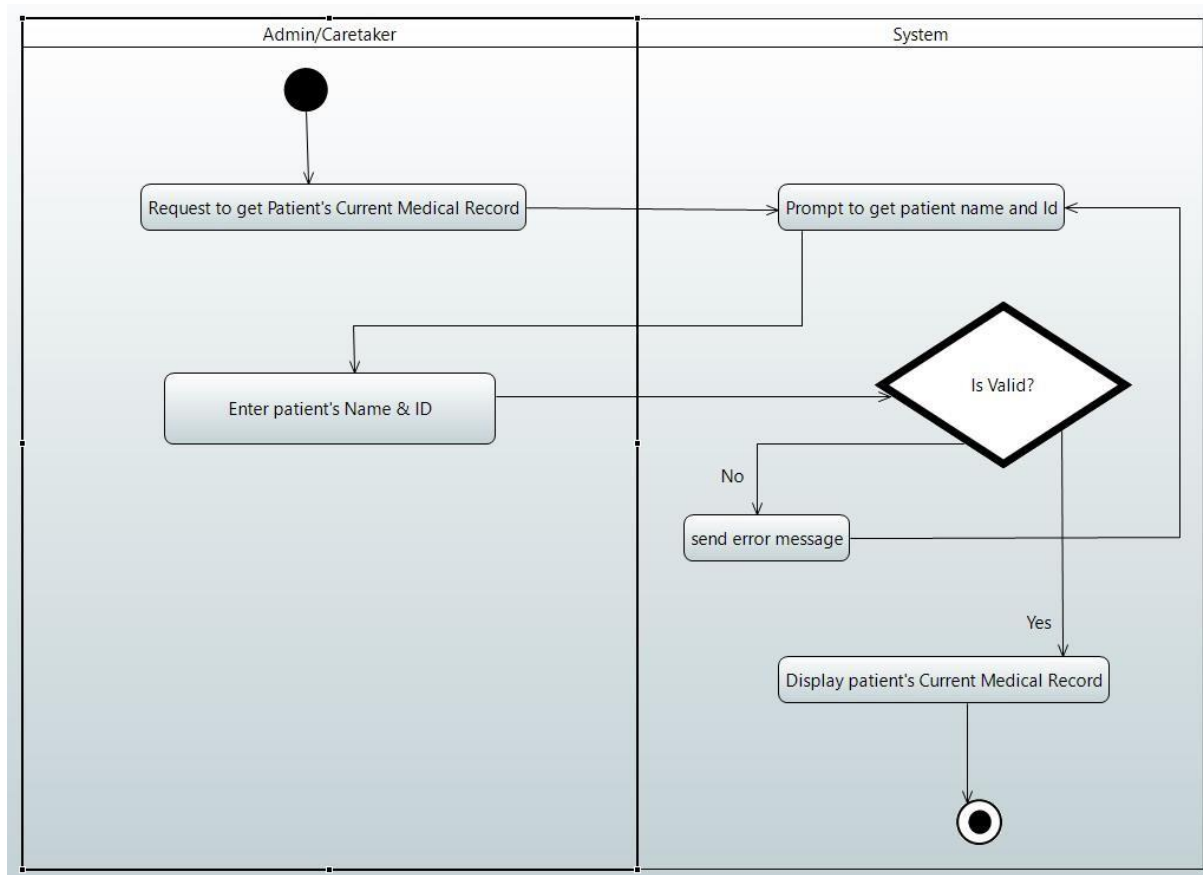 Admin/Caretaker
System
Request to get Patient's Current Medical Record
Prompt to get patient name and Id
Is Valid?
Enter patient's Name & ID
No
send error message
Yes
Display patient's Current Medical Record